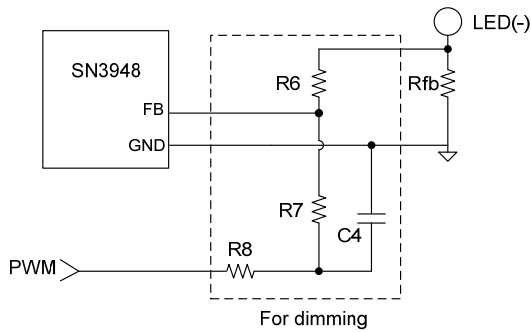 LED(-)
SN3948
R6
Rfb
FB
GND
R7
C4
R8
PWM
For dimming